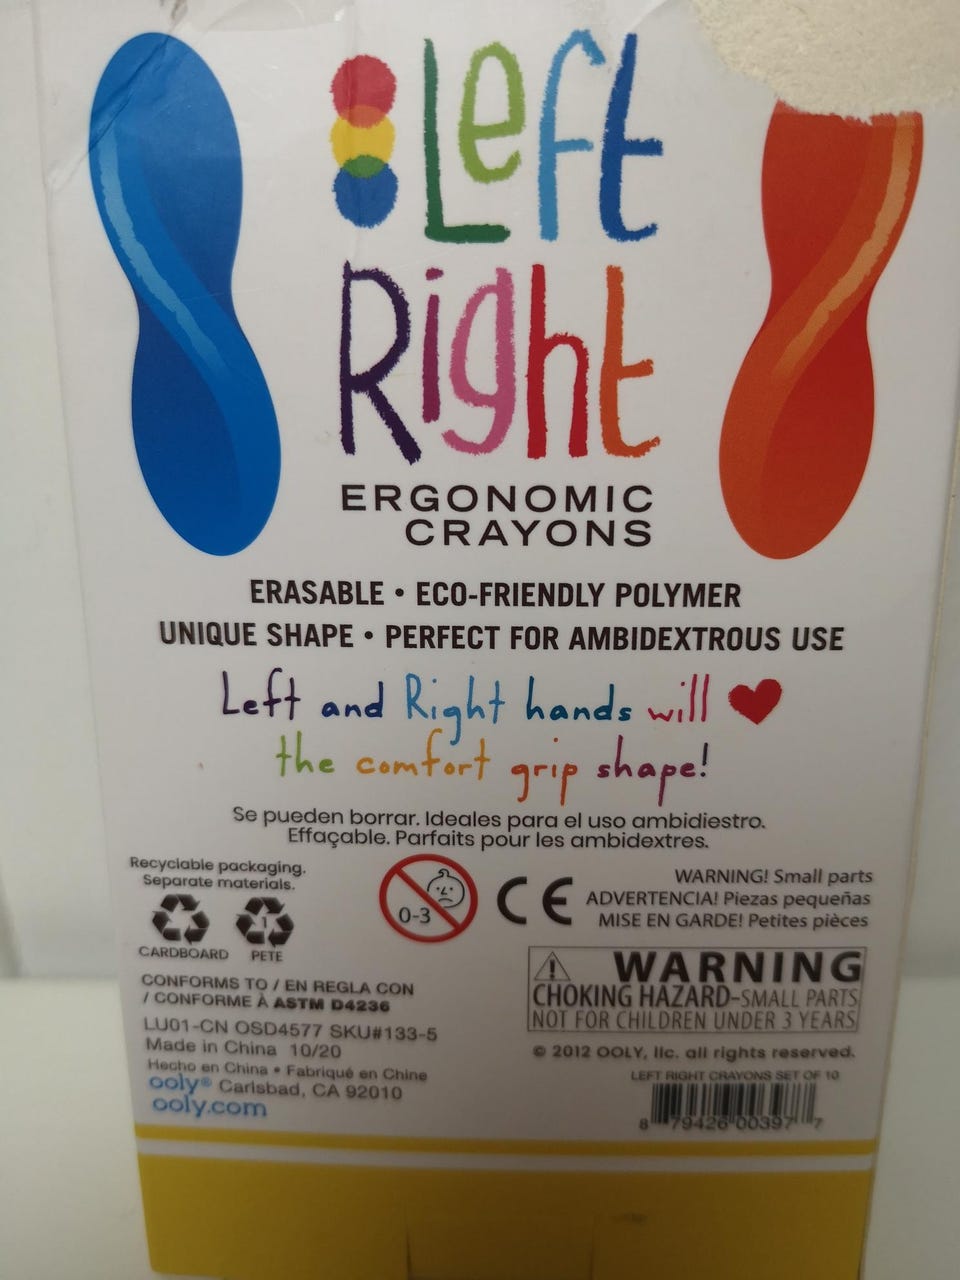 Left
Right
ERGONOMIC
CRAYONS
ERASABLE • ECO-FRIENDLY POLYMER
UNIQUE SHAPE • PERFECT FOR AMBIDEXTROUS USE
Left and Right hands will ♥
the comfort grip shape!
Se pueden borrar. Ideales para el uso ambidiestro.
Effaçable. Parfaits pour les ambidextres.
Recyclable packaging.
Separate materials.
CARDBOARD
1
PETE
0-3
CE
WARNING! Small parts
ADVERTENCIA! Piezas pequeñas
MISE EN GARDE! Petites pièces
CONFORMS TO / EN REGLA CON
/ CONFORME À ASTM D4236
LU01-CN OSD4577 SKU#133-5
Made in China 10/20
Hecho en China • Fabriqué en Chine
ooly® Carlsbad, CA 92010
ooly.com
! WARNING
CHOKING HAZARD–SMALL PARTS
NOT FOR CHILDREN UNDER 3 YEARS
© 2012 OOLY, llc. all rights reserved.
LEFT RIGHT CRAYONS SET OF 10
8 79426 00397 7